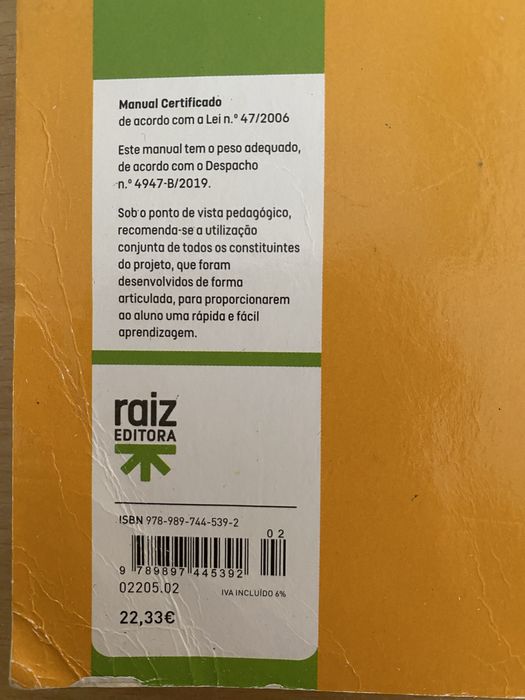 Manual Certificado
de acordo com a Lei n.º 47/2006
Este manual tem o peso adequado,
de acordo com o Despacho
n.º 4947-B/2019.
Sob o ponto de vista pedagógico,
recomenda-se a utilização
conjunta de todos os constituintes
do projeto, que foram
desenvolvidos de forma
articulada, para proporcionarem
ao aluno uma rápida e fácil
aprendizagem.
raiz
EDITORA
ISBN 978-989-744-539-2
02
9 789897 445392
02205.02
IVA INCLUÍDO 6%
22,33€